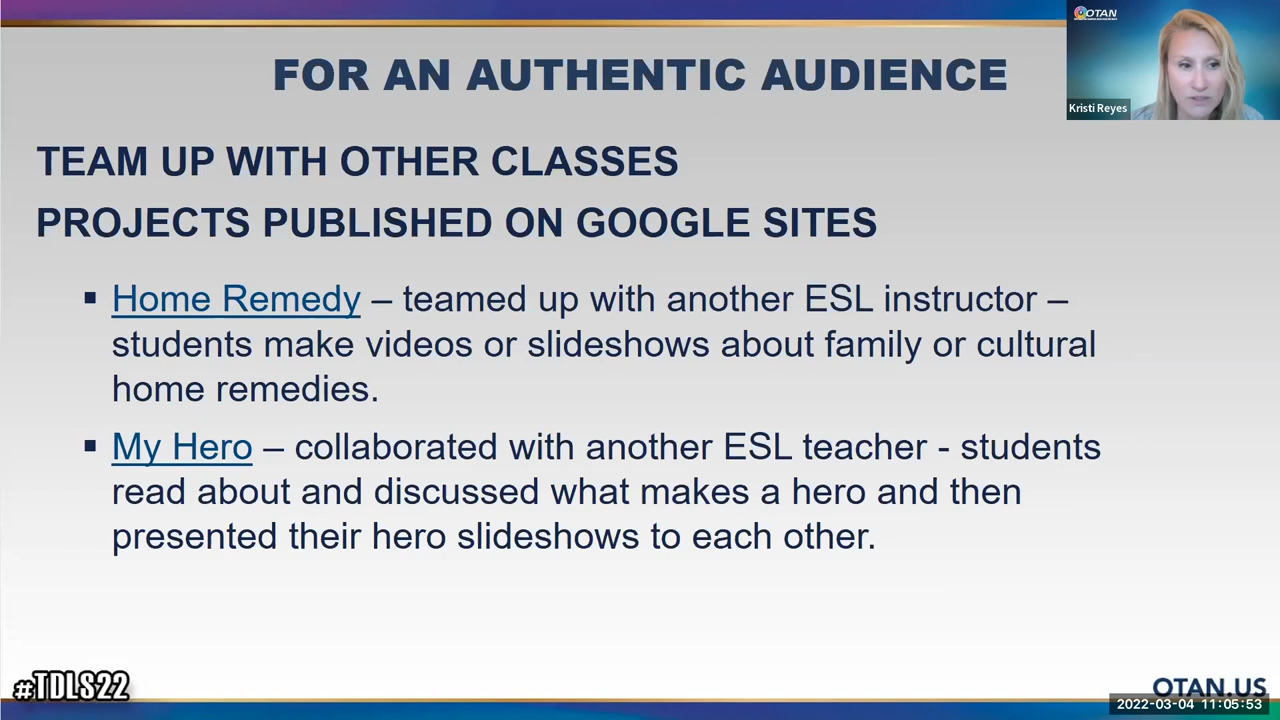 FOR AN AUTHENTIC AUDIENCE
OTAN
Kristi Reyes
TEAM UP WITH OTHER CLASSES
PROJECTS PUBLISHED ON GOOGLE SITES
▪ Home Remedy – teamed up with another ESL instructor –
students make videos or slideshows about family or cultural
home remedies.
▪ My Hero – collaborated with another ESL teacher - students
read about and discussed what makes a hero and then
presented their hero slideshows to each other.
#TDLS22
OTAN.US
2022-03-04 11:05:53